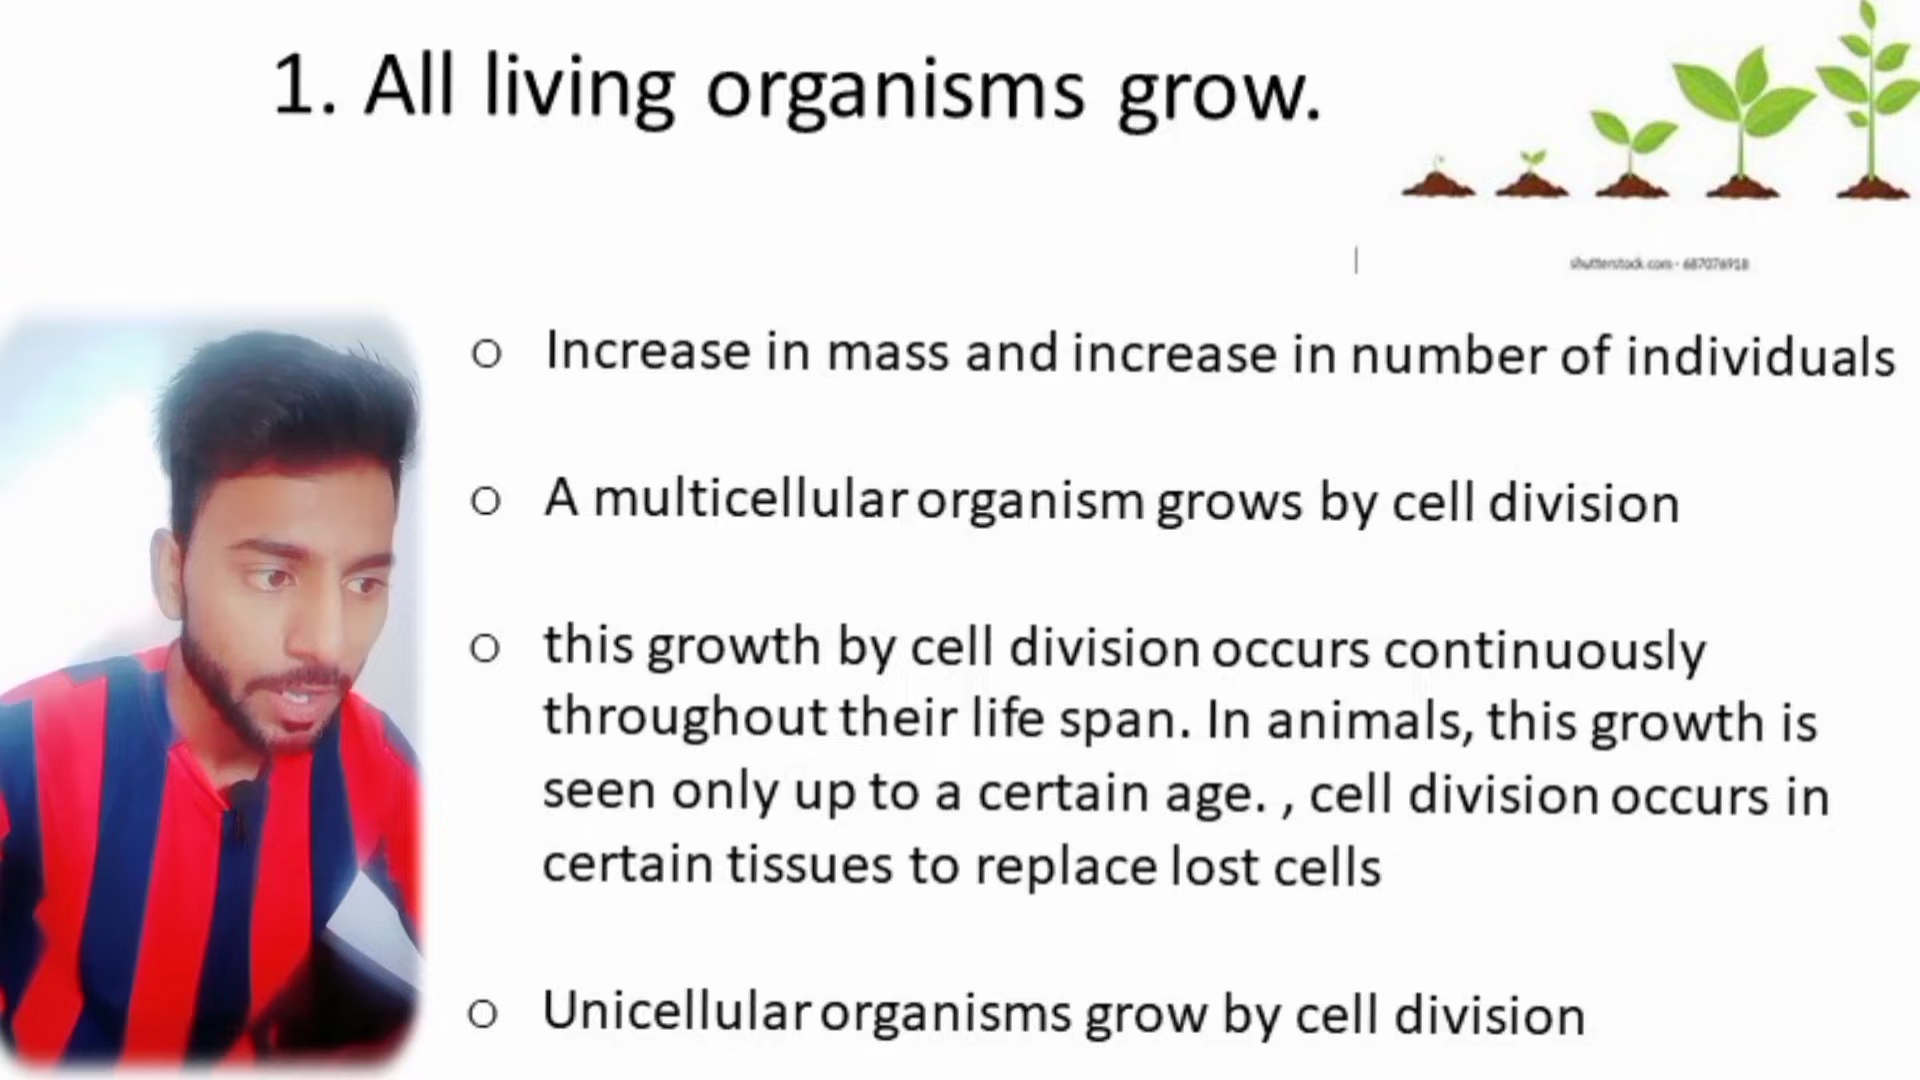 1. All living organisms grow.
shutterstock.com · 687076918
o Increase in mass and increase in number of individuals
o A multicellular organism grows by cell division
o this growth by cell division occurs continuously
throughout their life span. In animals, this growth is
seen only up to a certain age. , cell division occurs in
certain tissues to replace lost cells
o Unicellular organisms grow by cell division